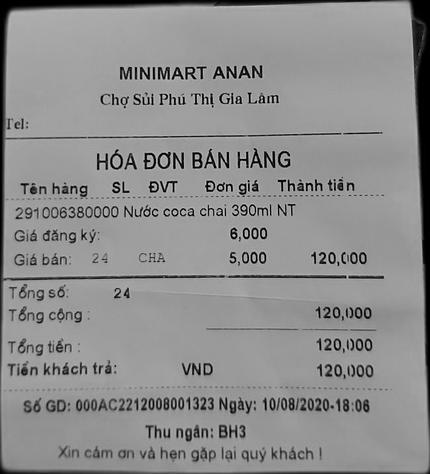 MINIMART ANAN
Chợ Sủi Phú Thị Gia Lâm
Tel:
HÓA ĐƠN BÁN HÀNG
Tên hàng SL ĐVT Đơn giá Thành tiền
291006380000 Nước coca chai 390ml NT
Giá đăng ký: 6,000
Giá bán: 24 CHA 5,000 120,000
Tổng số: 24
Tổng cộng : 120,000
Tổng tiền : 120,000
Tiền khách trả: VND 120,000
Số GD: 000AC2212008001323 Ngày: 10/08/2020-18:06
Thu ngân: BH3
Xin cảm ơn và hẹn gặp lại quý khách !